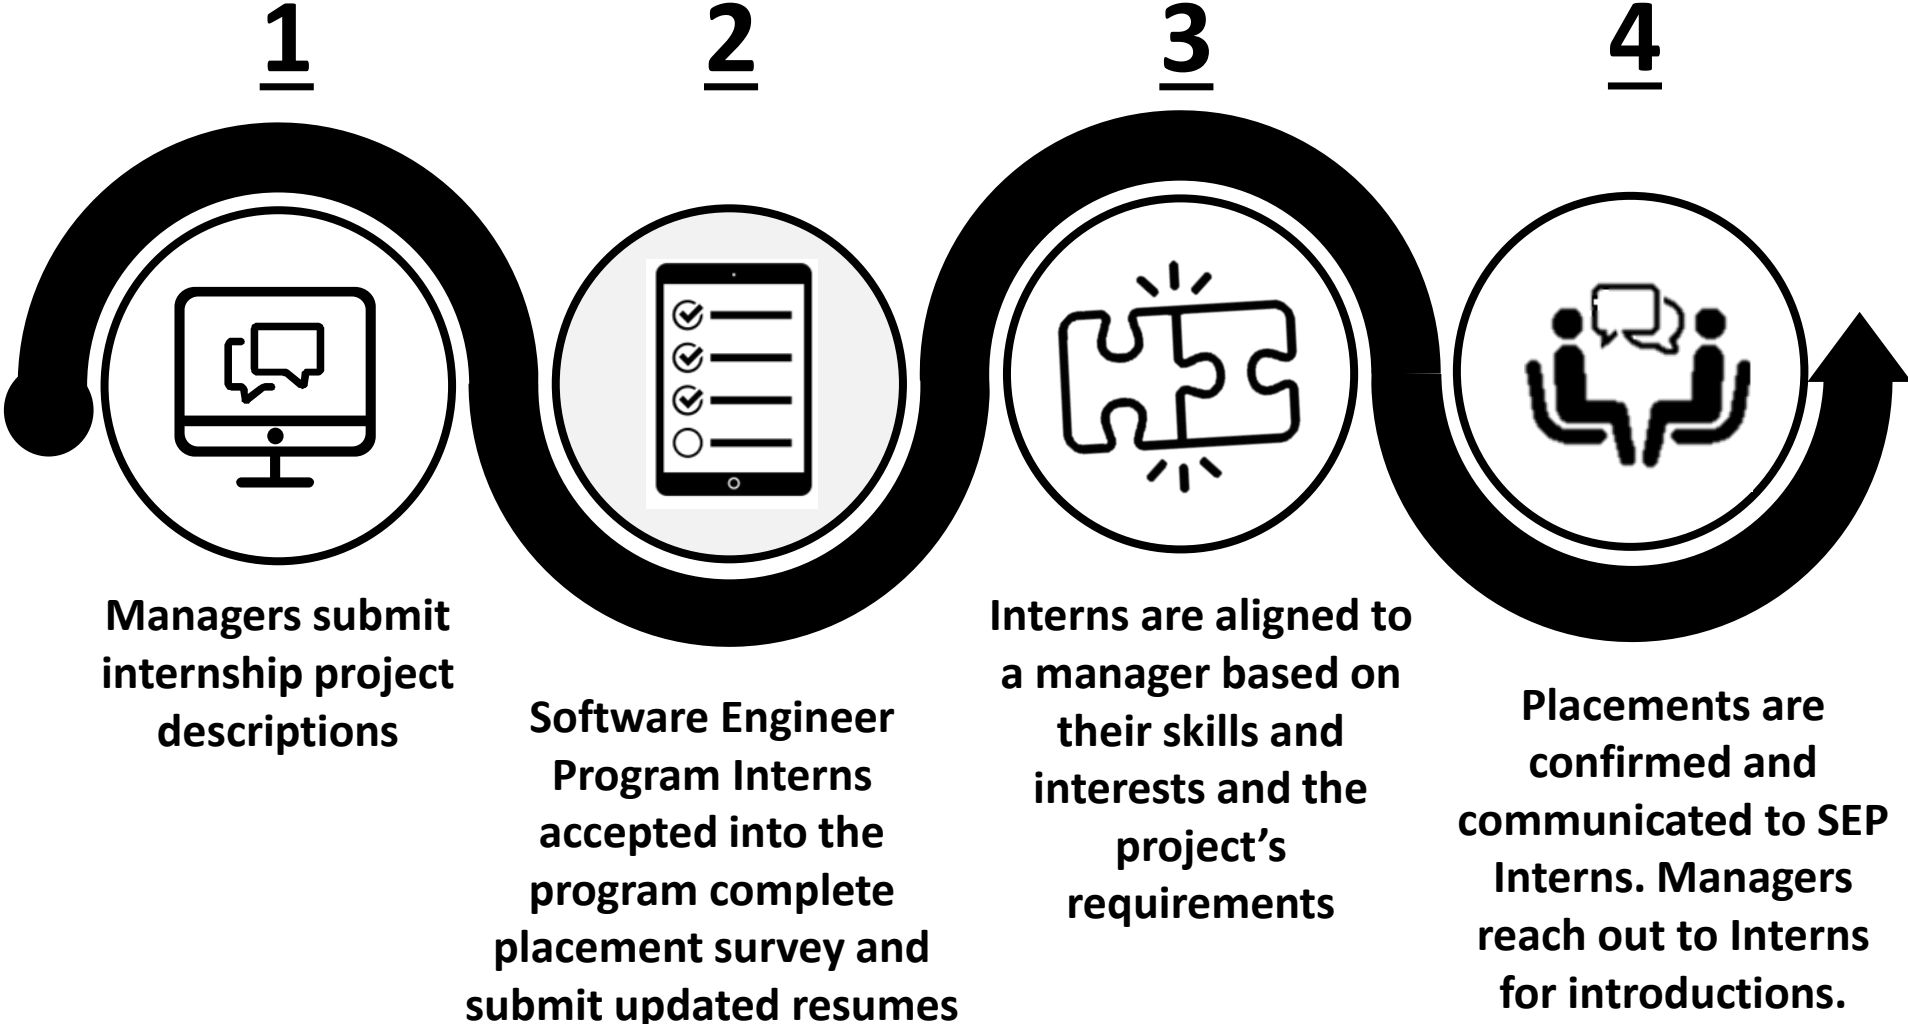 1
Managers submit
internship project
descriptions
2
Software Engineer
Program Interns
accepted into the
program complete
placement survey and
submit updated resumes
3
Interns are aligned to
a manager based on
their skills and
interests and the
project’s
requirements
4
Placements are
confirmed and
communicated to SEP
Interns. Managers
reach out to Interns
for introductions.